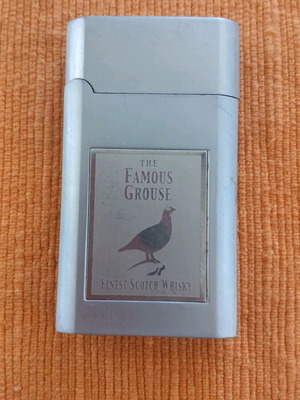 THE
FAMOUS
GROUSE
FINEST SCOTCH WHISKY